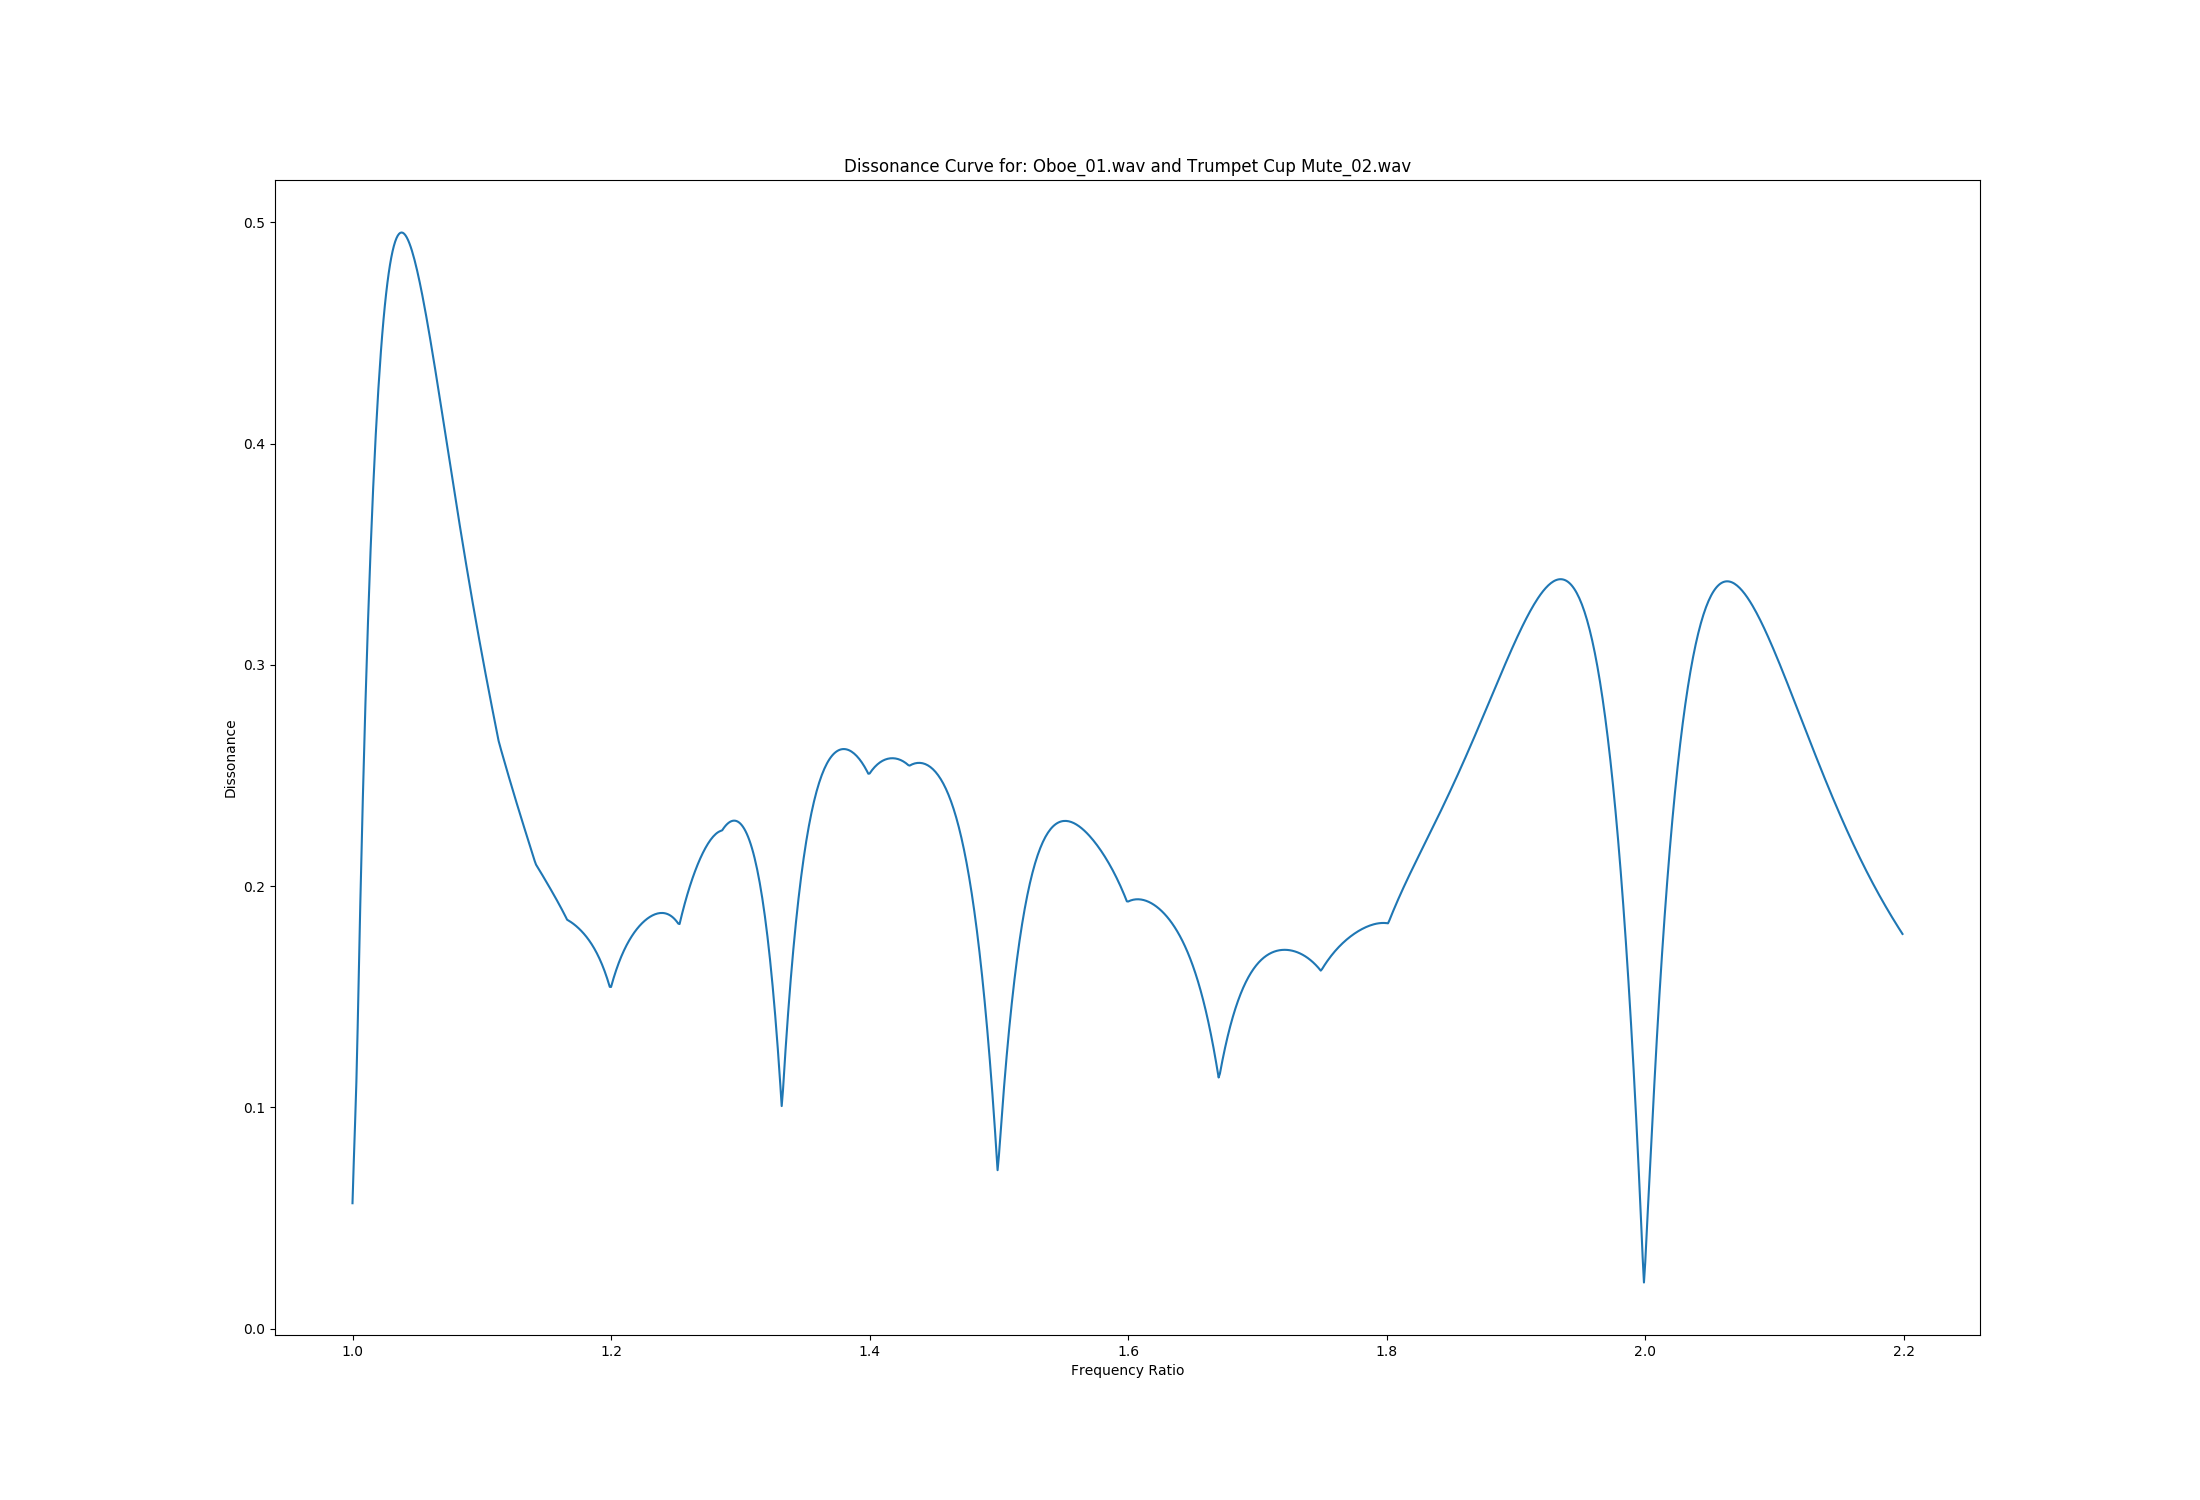 Dissonance Curve for: Oboe_01.wav and Trumpet Cup Mute_02.wav
0.5
0.4
0.3
0.2
0.1
0.0
Dissonance
1.0 1.2 1.4 1.6 1.8 2.0 2.2
Frequency Ratio